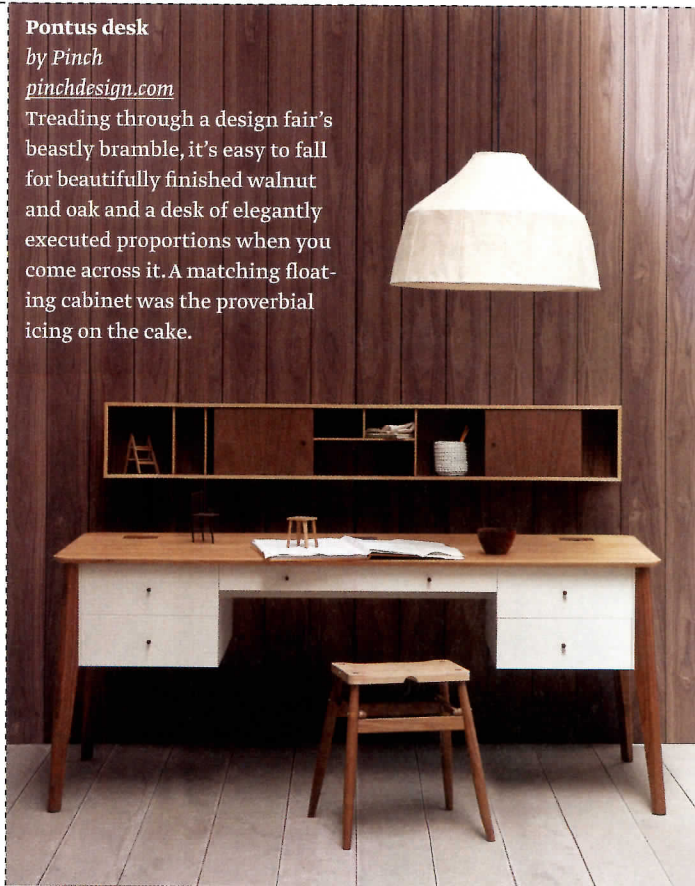 Pontus desk
by Pinch
pinchdesign.com
Treading through a design fair's
beastly bramble, it's easy to fall
for beautifully finished walnut
and oak and a desk of elegantly
executed proportions when you
come across it. A matching float-
ing cabinet was the proverbial
icing on the cake.